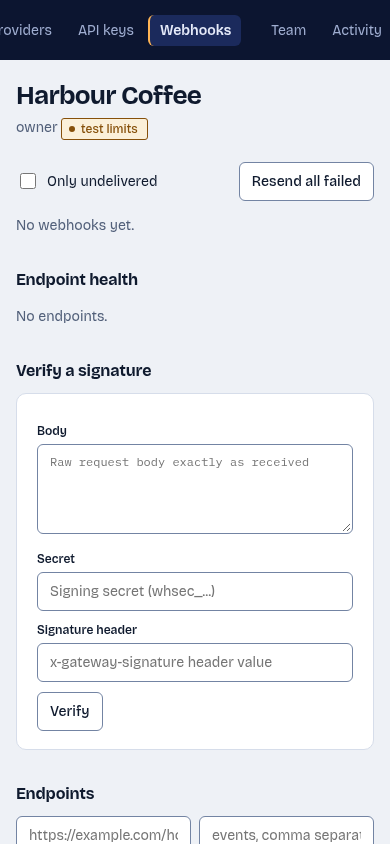 roviders API keys Webhooks Team Activity
Harbour Coffee
owner test limits
Only undelivered Resend all failed
No webhooks yet.
Endpoint health
No endpoints.
Verify a signature
Body
Raw request body exactly as received
Secret
Signing secret (whsec_...)
Signature header
x-gateway-signature header value
Verify
Endpoints
https://example.com/ho events, comma separat